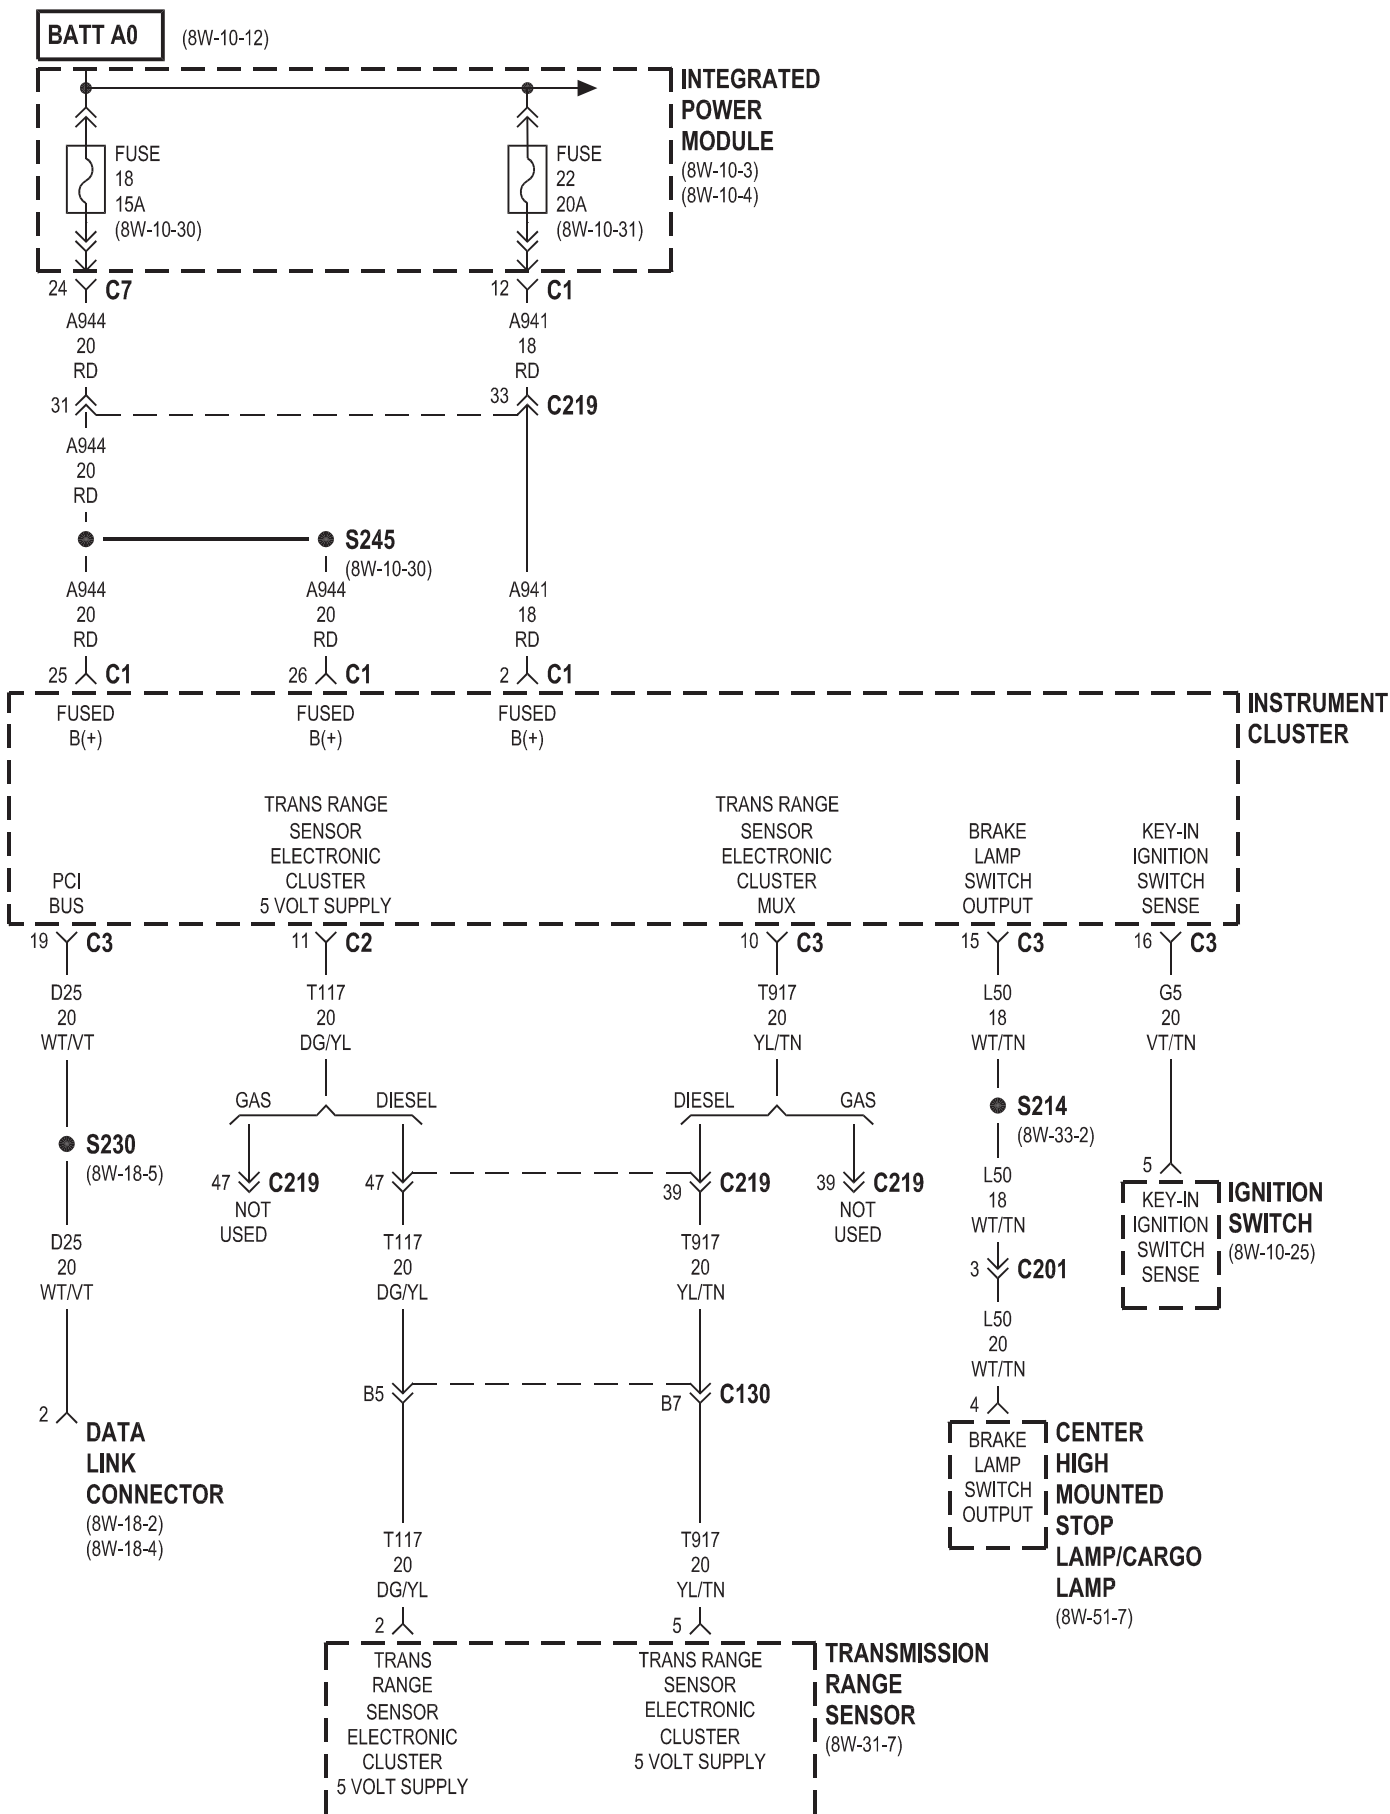 BATT A0 (8W-10-12)
INTEGRATED
POWER
MODULE
(8W-10-3)
(8W-10-4)
FUSE
18
15A
(8W-10-30)
FUSE
22
20A
(8W-10-31)
24 C7
12 C1
A944
20
RD
A941
18
RD
31
33 C219
A944
20
RD
S245
(8W-10-30)
A944
20
RD
A944
20
RD
A941
18
RD
25 C1
26 C1
2 C1
INSTRUMENT
CLUSTER
FUSED
B(+)
FUSED
B(+)
FUSED
B(+)
PCI
BUS
TRANS RANGE
SENSOR
ELECTRONIC
CLUSTER
5 VOLT SUPPLY
TRANS RANGE
SENSOR
ELECTRONIC
CLUSTER
MUX
BRAKE
LAMP
SWITCH
OUTPUT
KEY-IN
IGNITION
SWITCH
SENSE
19 C3
11 C2
10 C3
15 C3
16 C3
D25
20
WT/VT
T117
20
DG/YL
T917
20
YL/TN
L50
18
WT/TN
G5
20
VT/TN
GAS
DIESEL
DIESEL
GAS
S214
(8W-33-2)
S230
(8W-18-5)
47 C219
NOT
USED
47
39 C219
39 C219
NOT
USED
L50
18
WT/TN
5
KEY-IN
IGNITION
SWITCH
SENSE
IGNITION
SWITCH
(8W-10-25)
D25
20
WT/VT
T117
20
DG/YL
T917
20
YL/TN
3 C201
L50
20
WT/TN
B5
B7 C130
2
DATA
LINK
CONNECTOR
(8W-18-2)
(8W-18-4)
4
BRAKE
LAMP
SWITCH
OUTPUT
CENTER
HIGH
MOUNTED
STOP
LAMP/CARGO
LAMP
(8W-51-7)
T117
20
DG/YL
T917
20
YL/TN
2
5
TRANS
RANGE
SENSOR
ELECTRONIC
CLUSTER
5 VOLT SUPPLY
TRANS RANGE
SENSOR
ELECTRONIC
CLUSTER
5 VOLT SUPPLY
TRANSMISSION
RANGE
SENSOR
(8W-31-7)